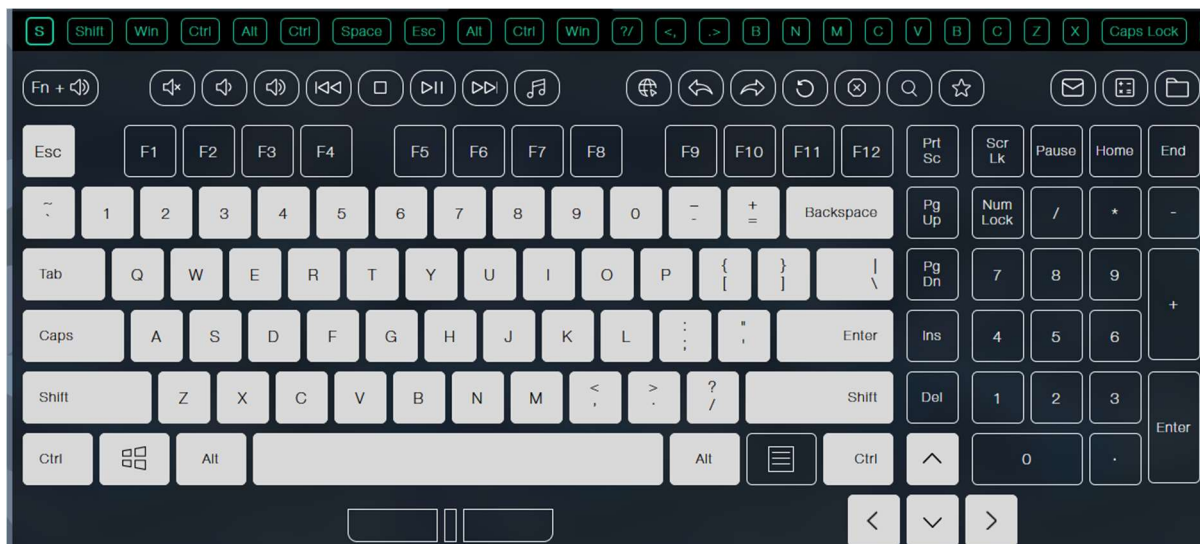 S Shift Win Ctrl Alt Ctrl Space Esc Alt Ctrl Win ?/ <, .> B N M C V B C Z X Caps Lock
Fn +
Esc F1 F2 F3 F4 F5 F6 F7 F8 F9 F10 F11 F12 Prt Sc Scr Lk Pause Home End
~ ` 1 2 3 4 5 6 7 8 9 0 _ - + = Backspace Pg Up Num Lock / * -
Tab Q W E R T Y U I O P { [ } ] | \ Pg Dn 7 8 9 +
Caps A S D F G H J K L : ; " ' Enter Ins 4 5 6
Shift Z X C V B N M < , > . ? / Shift Del 1 2 3 Enter
Ctrl Alt Alt Ctrl 0 .